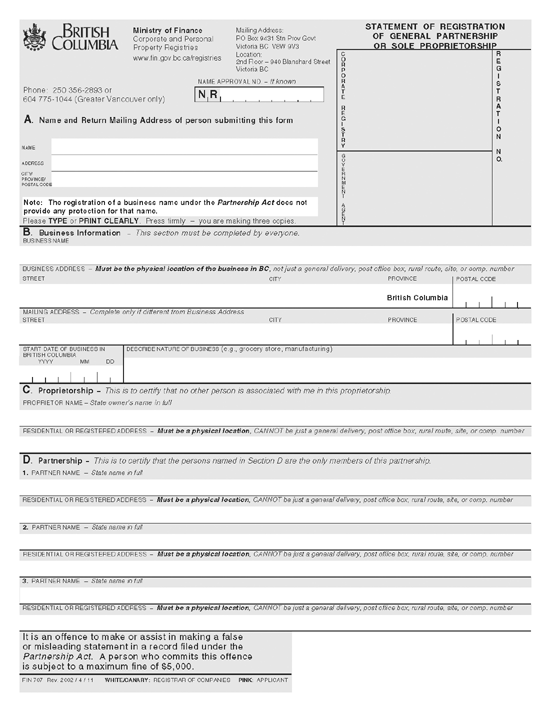 BRITISH
COLUMBIA
Ministry of Finance
Corporate and Personal
Property Registries
www.fin.gov.bc.ca/registries
Mailing Address:
PO Box 9431 Stn Prov Govt
Victoria BC V8W 9V3
Location:
2nd Floor – 940 Blanshard Street
Victoria BC
STATEMENT OF REGISTRATION
OF GENERAL PARTNERSHIP
OR SOLE PROPRIETORSHIP
Phone: 250 356-2893 or
604 775-1044 (Greater Vancouver only)
NAME APPROVAL NO. – If known
N R
CORPORATE REGISTRY
GOVERNMENT AGENT
REGISTRATION NO.
A. Name and Return Mailing Address of person submitting this form
NAME
ADDRESS
CITY/
PROVINCE/
POSTAL CODE
Note: The registration of a business name under the Partnership Act does not
provide any protection for that name.
Please TYPE or PRINT CLEARLY. Press firmly – you are making three copies.
B. Business Information – This section must be completed by everyone.
BUSINESS NAME
BUSINESS ADDRESS – Must be the physical location of the business in BC, not just a general delivery, post office box, rural route, site, or comp. number
STREET CITY PROVINCE POSTAL CODE
British Columbia
MAILING ADDRESS – Complete only if different from Business Address
STREET CITY PROVINCE POSTAL CODE
START DATE OF BUSINESS IN
BRITISH COLUMBIA
YYYY MM DD
DESCRIBE NATURE OF BUSINESS (e.g., grocery store, manufacturing)
C. Proprietorship – This is to certify that no other person is associated with me in this proprietorship.
PROPRIETOR NAME – State owner's name in full
RESIDENTIAL OR REGISTERED ADDRESS – Must be a physical location, CANNOT be just a general delivery, post office box, rural route, site, or comp. number
D. Partnership – This is to certify that the persons named in Section D are the only members of this partnership.
1. PARTNER NAME – State name in full
RESIDENTIAL OR REGISTERED ADDRESS – Must be a physical location, CANNOT be just a general delivery, post office box, rural route, site, or comp. number
2. PARTNER NAME – State name in full
RESIDENTIAL OR REGISTERED ADDRESS – Must be a physical location, CANNOT be just a general delivery, post office box, rural route, site, or comp. number
3. PARTNER NAME – State name in full
RESIDENTIAL OR REGISTERED ADDRESS – Must be a physical location, CANNOT be just a general delivery, post office box, rural route, site, or comp. number
It is an offence to make or assist in making a false
or misleading statement in a record filed under the
Partnership Act. A person who commits this offence
is subject to a maximum fine of $5,000.
FIN 707 Rev. 2002 / 4 / 11 WHITE/CANARY: REGISTRAR OF COMPANIES PINK: APPLICANT